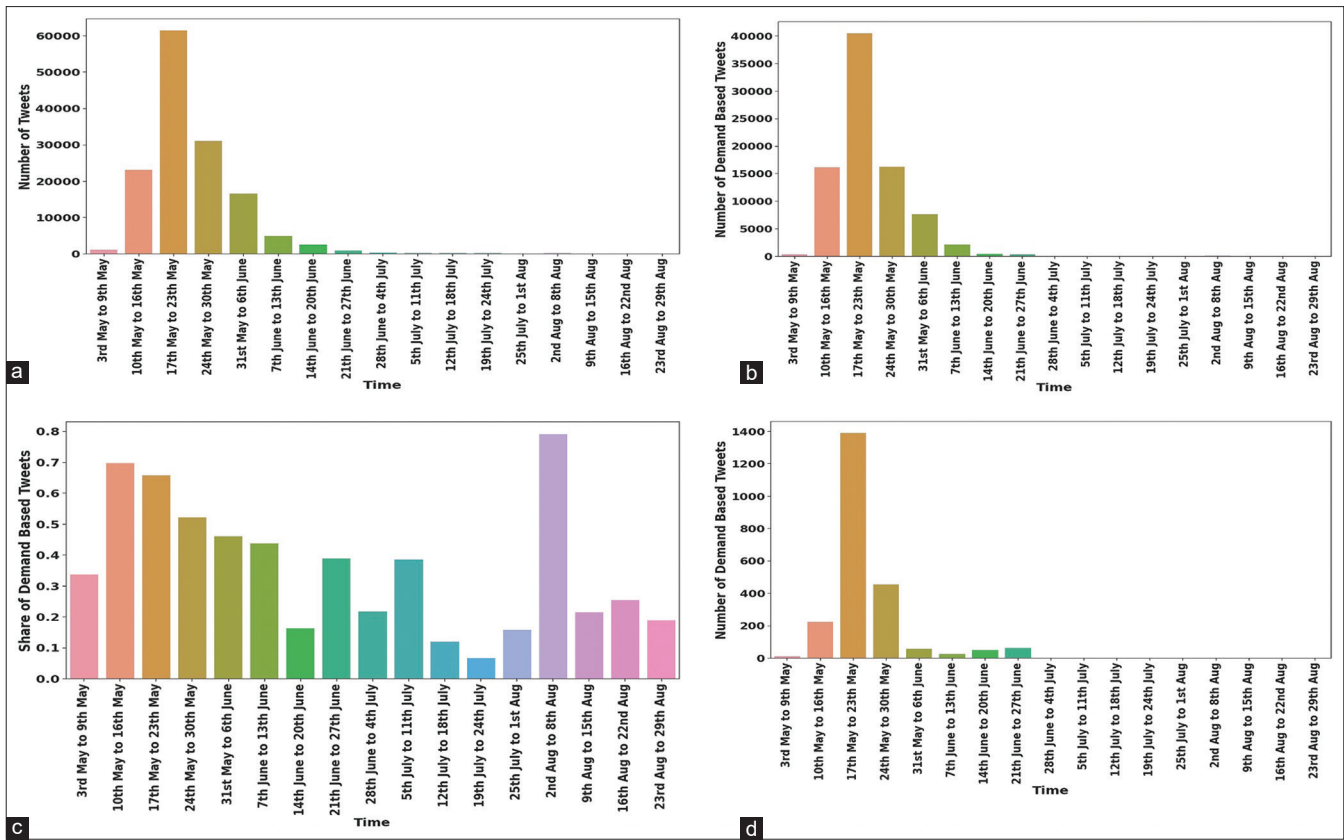 60000
50000
40000
30000
20000
10000
0
Number of Tweets
3rd May to 9th May
10th May to 16th May
17th May to 23th May
24th May to 30th May
31st May to 6th June
7th June to 13th June
14th June to 20th June
21th June to 27th June
28th June to 4th July
5th July to 11th July
12th July to 18th July
19th July to 24th July
25th July to 1st Aug
2nd Aug to 8th Aug
9th Aug to 15th Aug
16th Aug to 22nd Aug
23rd Aug to 29th Aug
Time
a
40000
35000
30000
25000
20000
15000
10000
5000
0
Number of Demand Based Tweets
3rd May to 9th May
10th May to 16th May
17th May to 23th May
24th May to 30th May
31st May to 6th June
7th June to 13th June
14th June to 20th June
21th June to 27th June
28th June to 4th July
5th July to 11th July
12th July to 18th July
19th July to 24th July
25th July to 1st Aug
2nd Aug to 8th Aug
9th Aug to 15th Aug
16th Aug to 22nd Aug
23rd Aug to 29th Aug
Time
b
0.8
0.7
0.6
0.5
0.4
0.3
0.2
0.1
0.0
Share of Demand Based Tweets
3rd May to 9th May
10th May to 16th May
17th May to 23th May
24th May to 30th May
31st May to 6th June
7th June to 13th June
14th June to 20th June
21th June to 27th June
28th June to 4th July
5th July to 11th July
12th July to 18th July
19th July to 24th July
25th July to 1st Aug
2nd Aug to 8th Aug
9th Aug to 15th Aug
16th Aug to 22nd Aug
23rd Aug to 29th Aug
Time
c
1400
1200
1000
800
600
400
200
0
Number of Demand Based Tweets
3rd May to 9th May
10th May to 16th May
17th May to 23th May
24th May to 30th May
31st May to 6th June
7th June to 13th June
14th June to 20th June
21th June to 27th June
28th June to 4th July
5th July to 11th July
12th July to 18th July
19th July to 24th July
25th July to 1st Aug
2nd Aug to 8th Aug
9th Aug to 15th Aug
16th Aug to 22nd Aug
23rd Aug to 29th Aug
Time
d